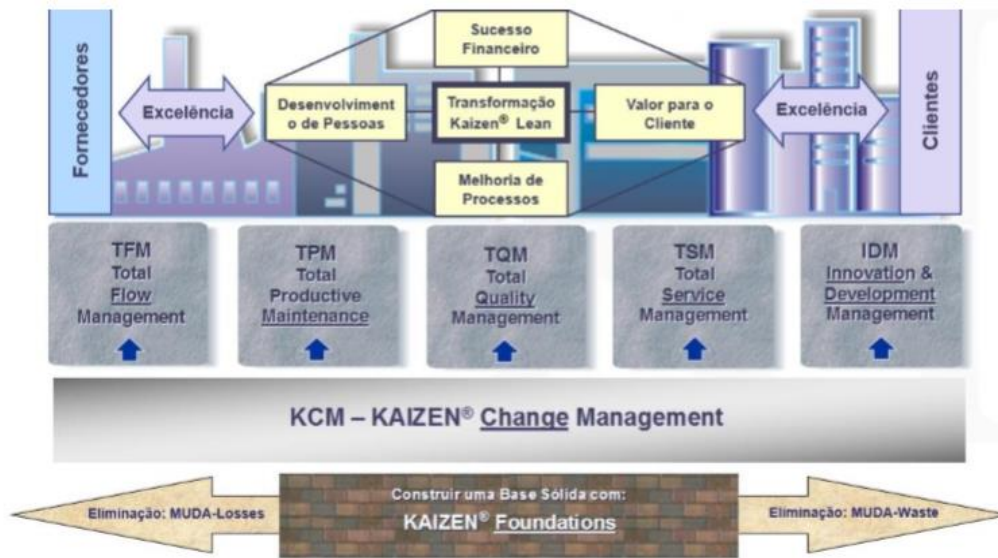 Fornecedores
Clientes
Sucesso
Financeiro
Excelência
Desenvolviment
o de Pessoas
Transformação
Kaizen® Lean
Valor para o
Cliente
Excelência
Melhoria de
Processos
TFM
Total
Flow
Management
TPM
Total
Productive
Maintenance
TQM
Total
Quality
Management
TSM
Total
Service
Management
IDM
Innovation &
Development
Management
KCM – KAIZEN® Change Management
Eliminação: MUDA-Losses
Construir uma Base Sólida com:
KAIZEN® Foundations
Eliminação: MUDA-Waste